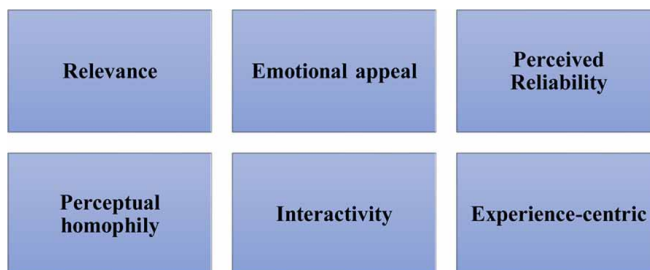 Relevance
Emotional appeal
Perceived
Reliability
Perceptual
homophily
Interactivity
Experience-centric